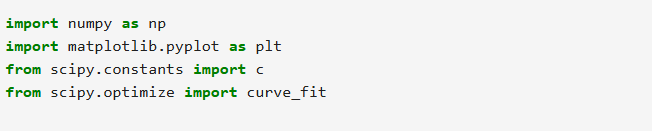 import numpy as np
import matplotlib.pyplot as plt
from scipy.constants import c
from scipy.optimize import curve_fit